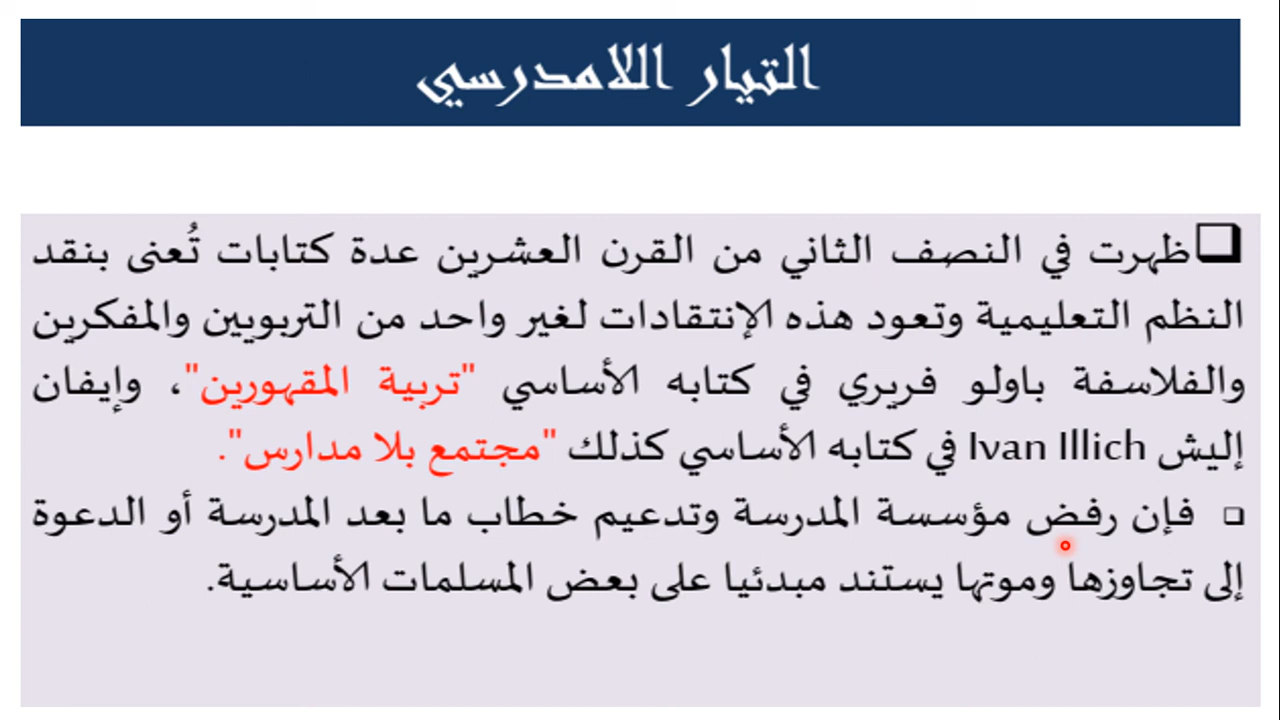 التيار اللامدرسي
ظهرت في النصف الثاني من القرن العشرين عدة كتابات تُعنى بنقد
النظم التعليمية وتعود هذه الإنتقادات لغير واحد من التربويين والمفكرين
والفلاسفة باولو فريري في كتابه الأساسي "تربية المقهورين"، وإيفان
إليش Ivan Illich في كتابه الأساسي كذلك "مجتمع بلا مدارس".
فإن رفض مؤسسة المدرسة وتدعيم خطاب ما بعد المدرسة أو الدعوة
إلى تجاوزها وموتها يستند مبدئيا على بعض المسلمات الأساسية.